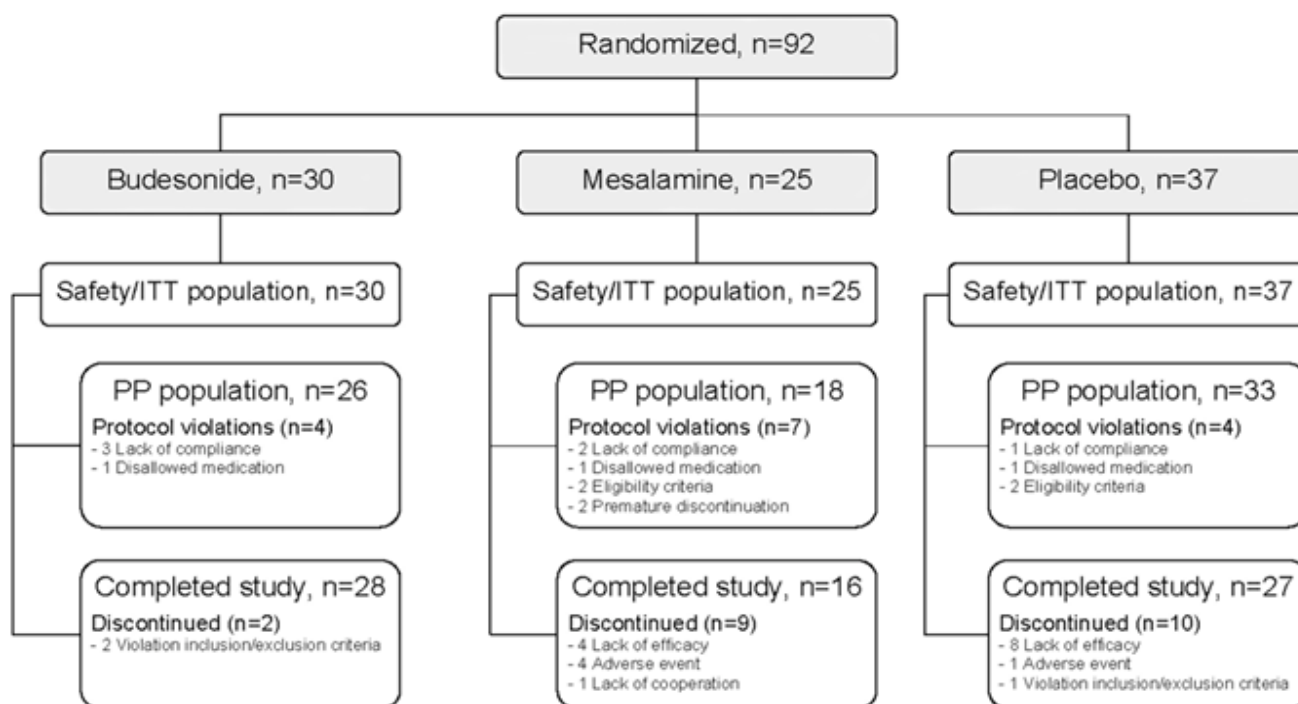 Randomized, n=92
Budesonide, n=30
Mesalamine, n=25
Placebo, n=37
Safety/ITT population, n=30
Safety/ITT population, n=25
Safety/ITT population, n=37
PP population, n=26
Protocol violations (n=4)
- 3 Lack of compliance
- 1 Disallowed medication
PP population, n=18
Protocol violations (n=7)
- 2 Lack of compliance
- 1 Disallowed medication
- 2 Eligibility criteria
- 2 Premature discontinuation
PP population, n=33
Protocol violations (n=4)
- 1 Lack of compliance
- 1 Disallowed medication
- 2 Eligibility criteria
Completed study, n=28
Discontinued (n=2)
- 2 Violation inclusion/exclusion criteria
Completed study, n=16
Discontinued (n=9)
- 4 Lack of efficacy
- 4 Adverse event
- 1 Lack of cooperation
Completed study, n=27
Discontinued (n=10)
- 8 Lack of efficacy
- 1 Adverse event
- 1 Violation inclusion/exclusion criteria